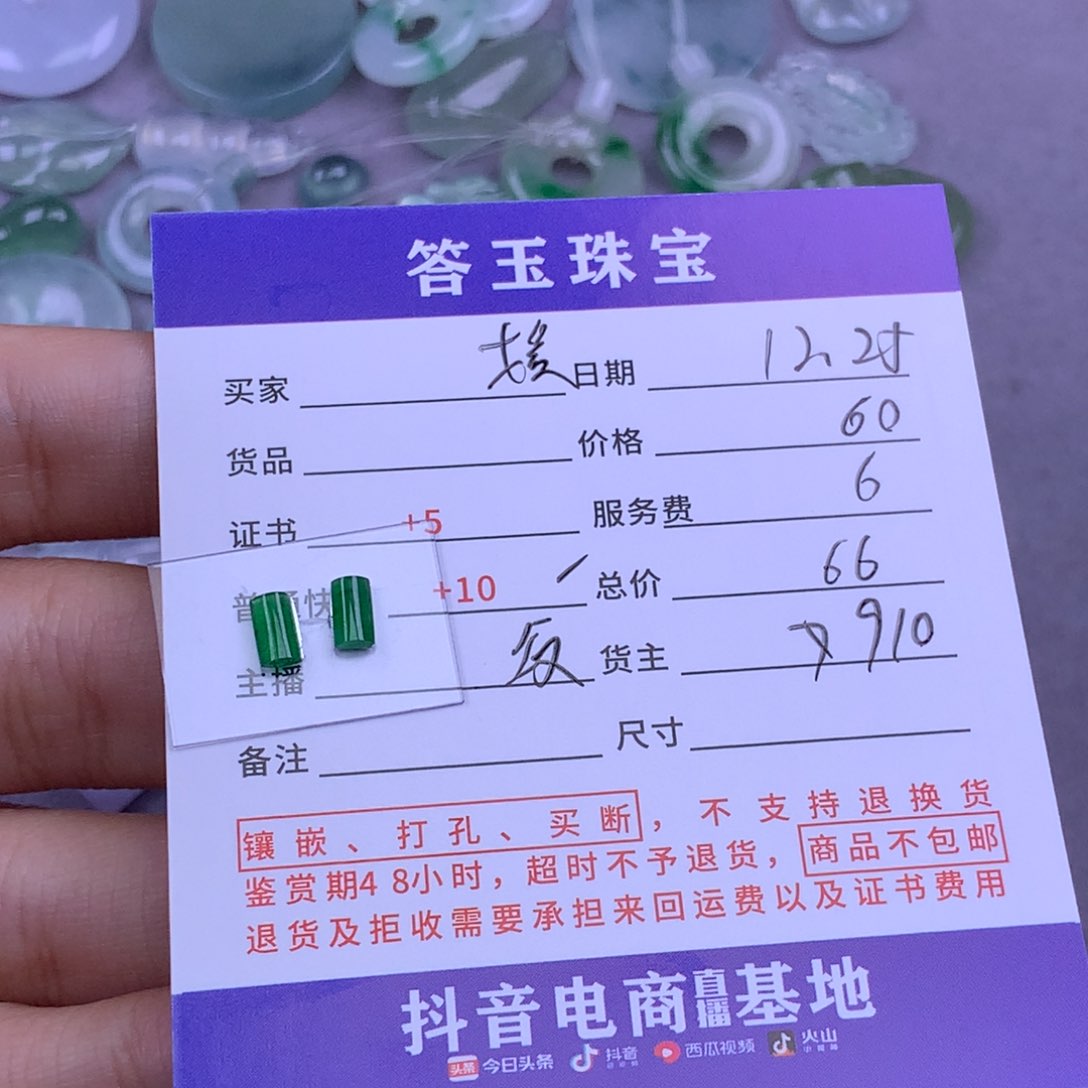 答玉珠宝
买家 日期 12.25
货品 价格 60
证书 +5 服务费 6
普通快 +10 总价 66
主播 货主 910
备注 尺寸
镶嵌、打孔、买断，不支持退换货
鉴赏期48小时，超时不予退货，商品不包邮
退货及拒收需要承担来回运费以及证书费用
抖音电商直播基地
头条 今日头条 抖音 西瓜视频 火山